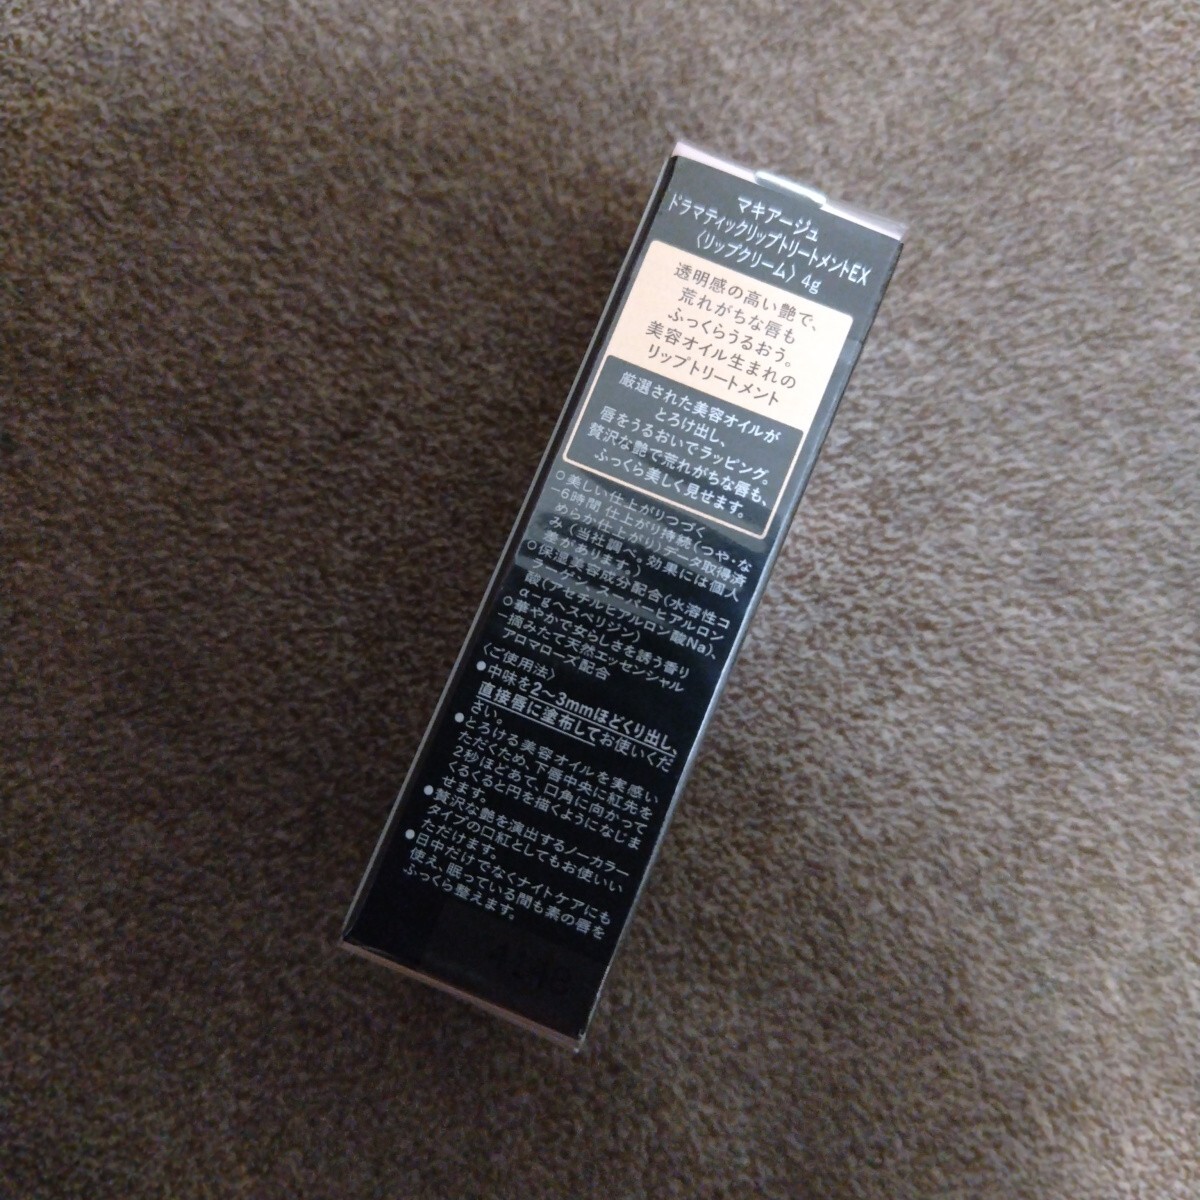 マキアージュ
ドラマティックリップトリートメントEX
〈リップクリーム〉 4g
透明感の高い艶で、
荒れがちな唇も
ふっくらうるおう。
美容オイル生まれの
リップトリートメント
厳選された美容オイルが
とろけ出し、
唇をうるおいでラッピング。
贅沢な艶で荒れがちな唇も、
ふっくら美しく見せます。
○美しい仕上がりつづく
－6時間 仕上がり持続（つや・な
めらか仕上がり）データ取得済
み（当社調べ・効果には個人
差があります。）
○保湿美容成分配合（水溶性コ
ラーゲン、スーパーヒアルロン
酸（アセチルヒアルロン酸Na）、
α-gヘスペリジン）
○華やかで女らしさを誘う香り
－摘みたて天然エッセンシャル
アロマローズ配合
〈ご使用法〉
●中味を2～3mmほどくり出し、
直接唇に塗布してお使いくだ
さい。
●とろける美容オイルを実感い
ただくため、下唇中央に紅先を
2秒ほどあて、口角に向かって
くるくると円を描くようになじま
せます。
●贅沢な艶を演出するノーカラー
タイプの口紅としてもお使いい
ただけます。
●日中だけでなくナイトケアにも
使え、眠っている間も素の唇を
ふっくら整えます。